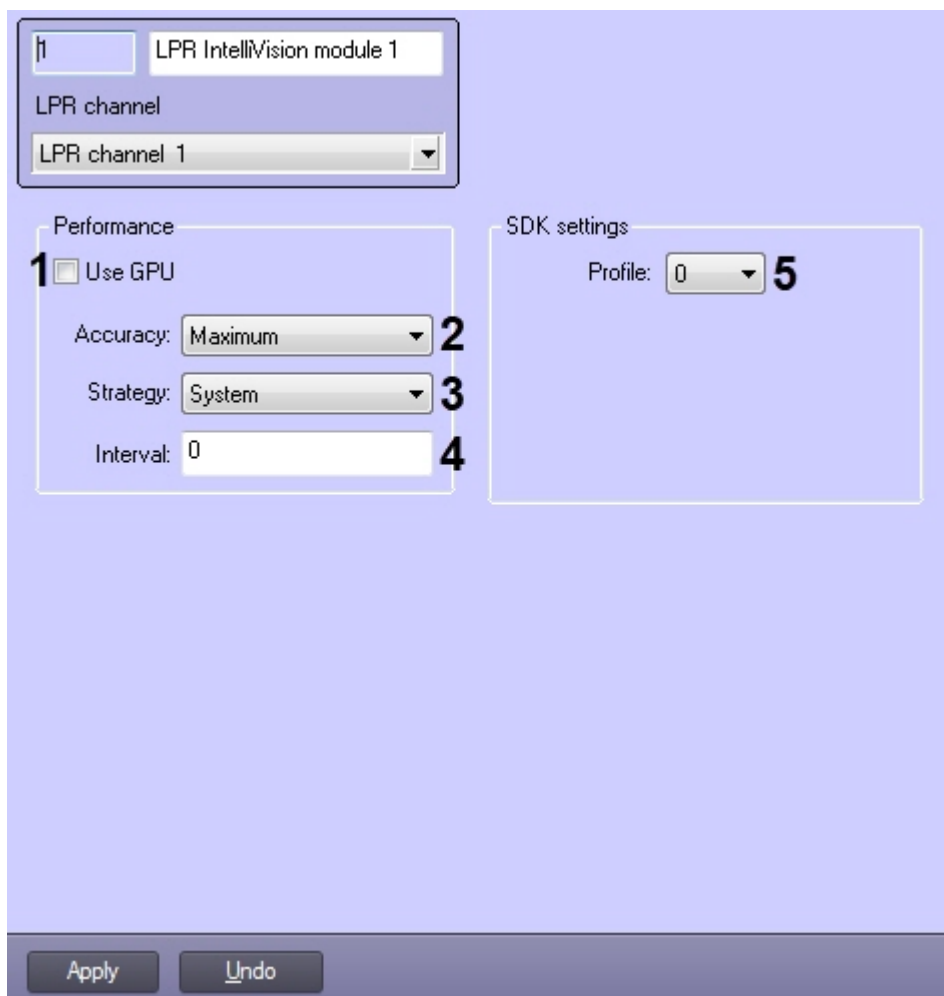 1 LPR IntelliVision module 1
LPR channel
LPR channel 1
Performance
1 Use GPU
Accuracy: Maximum 2
Strategy: System 3
Interval: 0 4
SDK settings
Profile: 0 5
Apply Undo